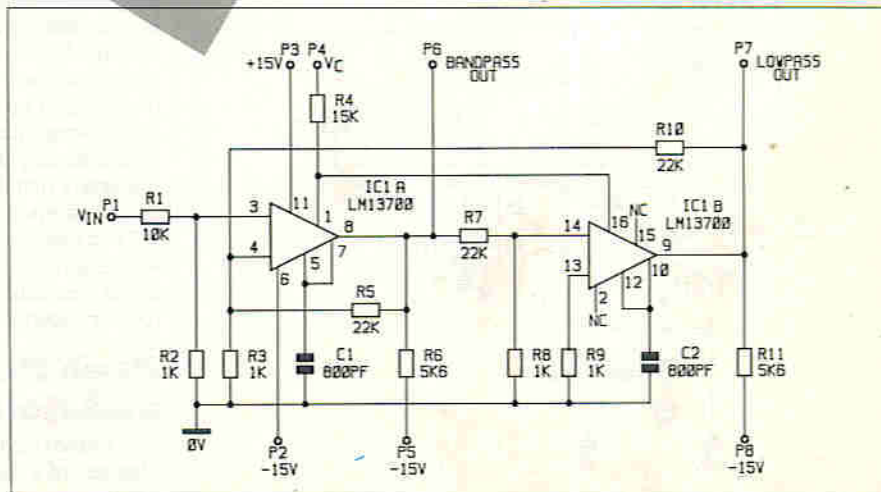 P3
+15V
P4
VC
P6
BANDPASS
OUT
P7
LOWPASS
OUT
R4
15K
R10
22K
IC1 A
LM13700
IC1 B
LM13700
VIN
P1
R1
10K
3
11
1
8
4
5
7
6
R7
22K
14
16
NC
15
9
13
12
10
2
NC
R5
22K
R2
1K
R3
1K
C1
800PF
R6
5K6
R8
1K
R9
1K
C2
800PF
R11
5K6
0V
P2
-15V
P5
-15V
P8
-15V